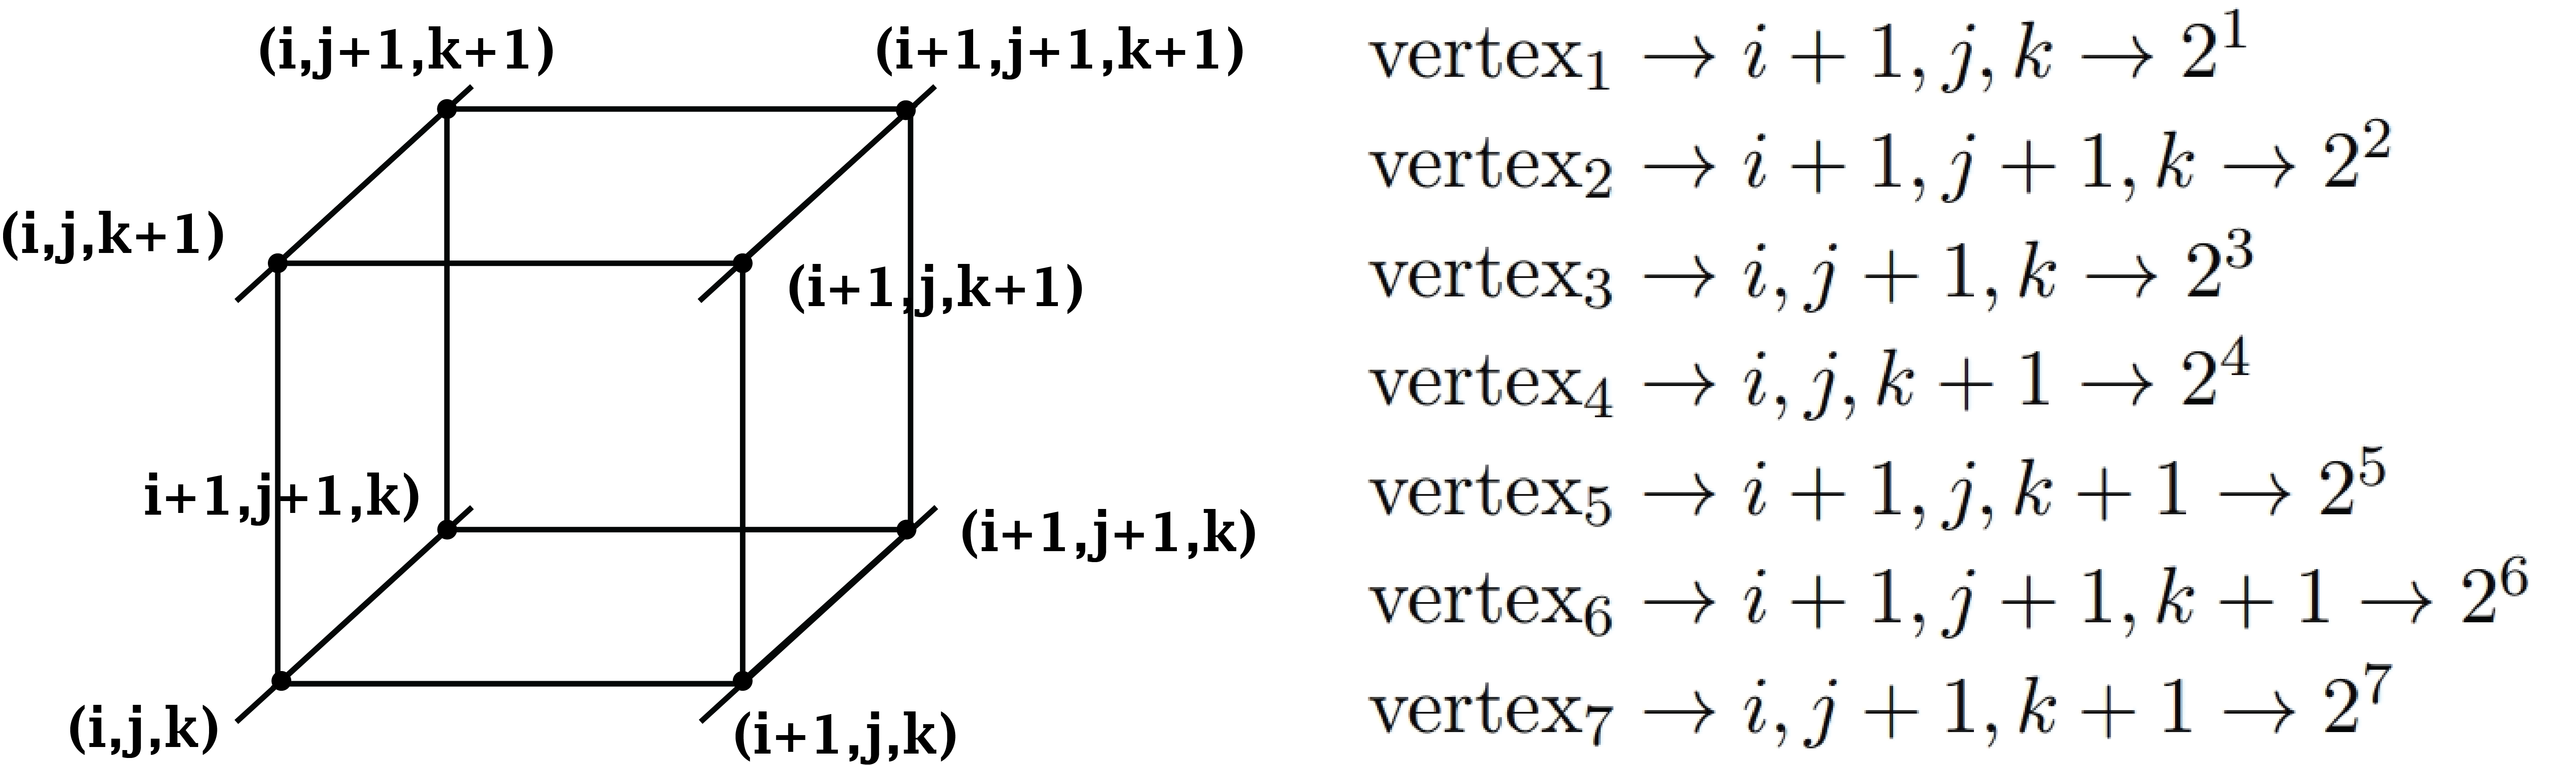 (i,j+1,k+1)
(i+1,j+1,k+1)
(i,j,k+1)
(i+1,j,k+1)
i+1,j+1,k)
(i+1,j+1,k)
(i,j,k)
(i+1,j,k)
vertex₁ → i + 1, j, k → 2¹
vertex₂ → i + 1, j + 1, k → 2²
vertex₃ → i, j + 1, k → 2³
vertex₄ → i, j, k + 1 → 2⁴
vertex₅ → i + 1, j, k + 1 → 2⁵
vertex₆ → i + 1, j + 1, k + 1 → 2⁶
vertex₇ → i, j + 1, k + 1 → 2⁷